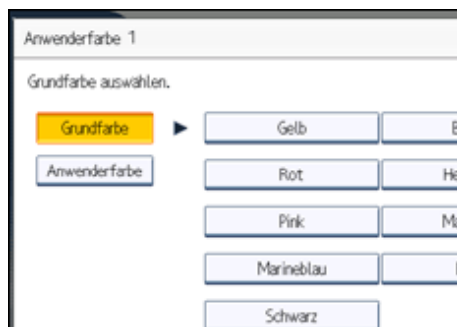 Anwenderfarbe 1
Grundfarbe auswählen.
Grundfarbe
Gelb
Anwenderfarbe
Rot
Pink
Marineblau
Schwarz